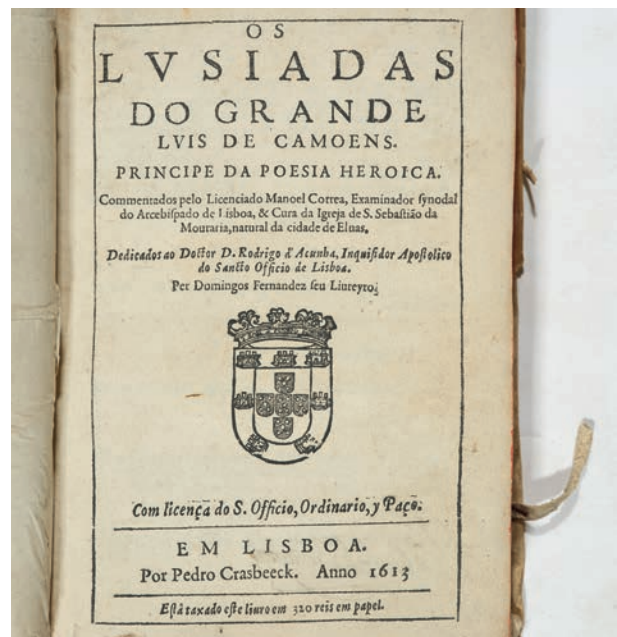 OS
LVSIADAS
DO GRANDE
LVIS DE CAMOENS.
PRINCIPE DA POESIA HEROICA.
Commentados pelo Licenciado Manoel Correa, Examinador ſynodal
do Arcebiſpado de Lisboa, & Cura da Igreja de S. Sebaſtião da
Mouraria, natural da cidade de Eluas.
Dedicados ao Doctor D. Rodrigo d'Acunha, Inquiſidor Apoſtolico
do Sancto Officio de Lisboa.
Per Domingos Fernandez ſeu Liureyro.
Com licença do S. Officio, Ordinario, y Paço.
EM LISBOA.
Por Pedro Crasbeeck. Anno 1613
Eſtà taxado eſte liuro em 320 reis em papel.